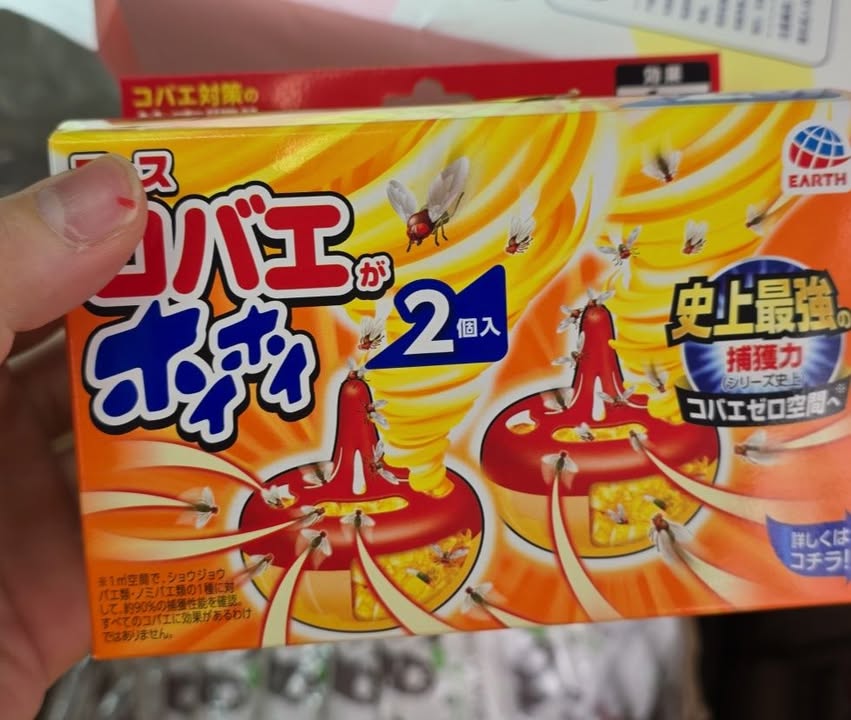 コバエ対策の
効果
ス
コバエが
ホイホイ
2個入
EARTH
史上最強の
捕獲力
(シリーズ史上)
コバエゼロ空間へ※
詳しくは
コチラ!
※1㎥空間で、ショウジョウ
バエ類・ノミバエ類の1種に対
して、約90%の捕獲性能を確認。
すべてのコバエに効果があるわけ
ではありません。